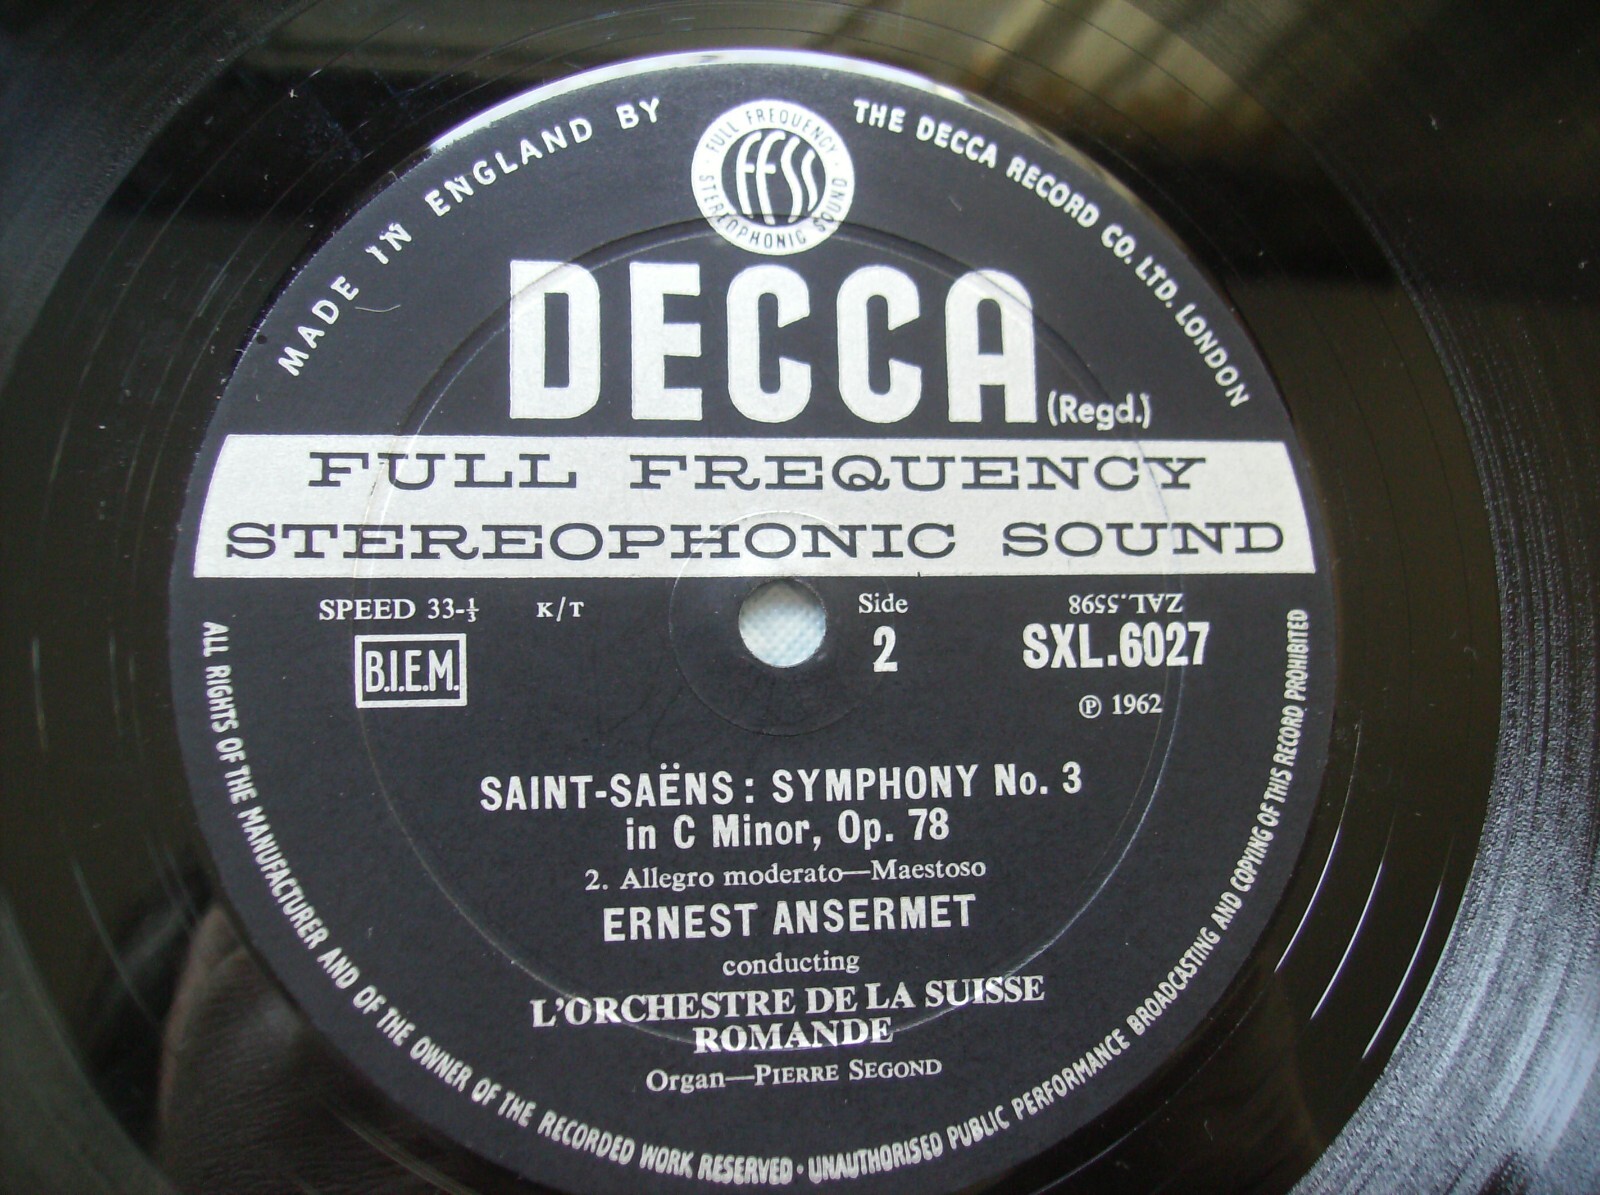 MADE IN ENGLAND BY THE DECCA RECORD CO. LTD. LONDON
FULL FREQUENCY STEREOPHONIC SOUND
FFSS
DECCA (Regd.)
FULL FREQUENCY
STEREOPHONIC SOUND
SPEED 33-⅓ K/T
B.I.E.M.
Side
2
ZAL.5598
SXL.6027
℗ 1962
SAINT-SAËNS: SYMPHONY No. 3
in C Minor, Op. 78
2. Allegro moderato—Maestoso
ERNEST ANSERMET
conducting
L'ORCHESTRE DE LA SUISSE
ROMANDE
Organ—PIERRE SEGOND
ALL RIGHTS OF THE MANUFACTURER AND OF THE OWNER OF THE RECORDED WORK RESERVED · UNAUTHORISED PUBLIC PERFORMANCE BROADCASTING AND COPYING OF THIS RECORD PROHIBITED